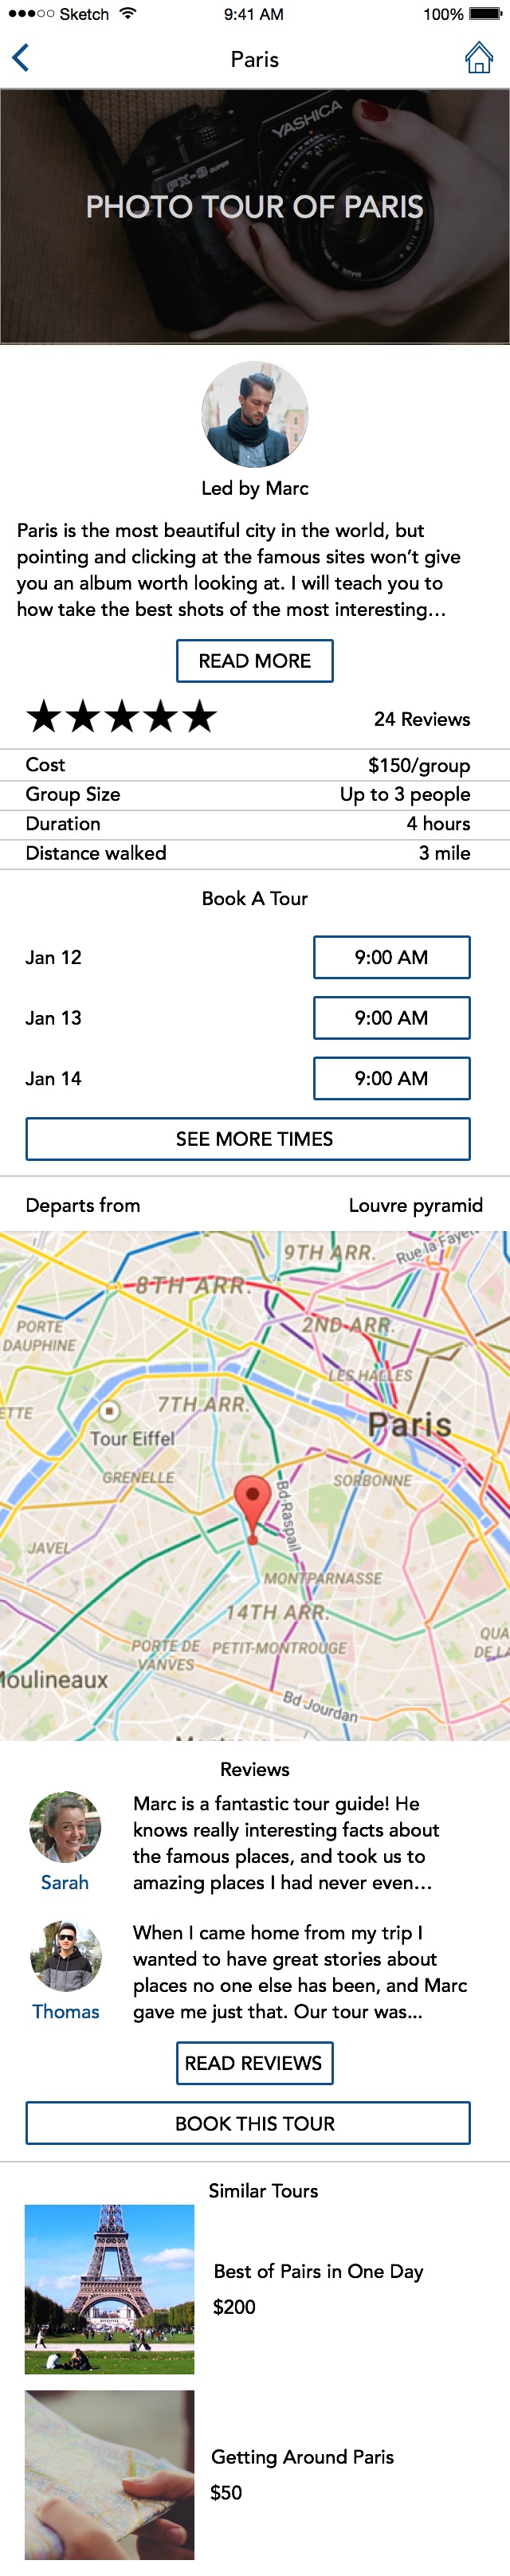 Sketch 9:41 AM 100%
Paris
YASHICA
FX-3 SUPER
PHOTO TOUR OF PARIS
Led by Marc
Paris is the most beautiful city in the world, but
pointing and clicking at the famous sites won't give
you an album worth looking at. I will teach you to
how take the best shots of the most interesting...
READ MORE
24 Reviews
Cost $150/group
Group Size Up to 3 people
Duration 4 hours
Distance walked 3 mile
Book A Tour
Jan 12 9:00 AM
Jan 13 9:00 AM
Jan 14 9:00 AM
SEE MORE TIMES
Departs from Louvre pyramid
9TH ARR.
Rue la Fayett
8TH ARR.
PORTE
DAUPHINE
2ND ARR.
LES HALLES
ETTE
7TH ARR.
Paris
Tour Eiffel
GRENELLE
SORBONNE
Bd Raspail
JAVEL
MONTPARNASSE
14TH ARR.
PORTE DE
VANVES
PETIT-MONTROUGE
QUA
DE LA
Moulineaux
Bd Jourdan
Reviews
Marc is a fantastic tour guide! He
knows really interesting facts about
the famous places, and took us to
amazing places I had never even...
Sarah
When I came home from my trip I
wanted to have great stories about
places no one else has been, and Marc
gave me just that. Our tour was...
Thomas
READ REVIEWS
BOOK THIS TOUR
Similar Tours
Best of Pairs in One Day
$200
Getting Around Paris
$50